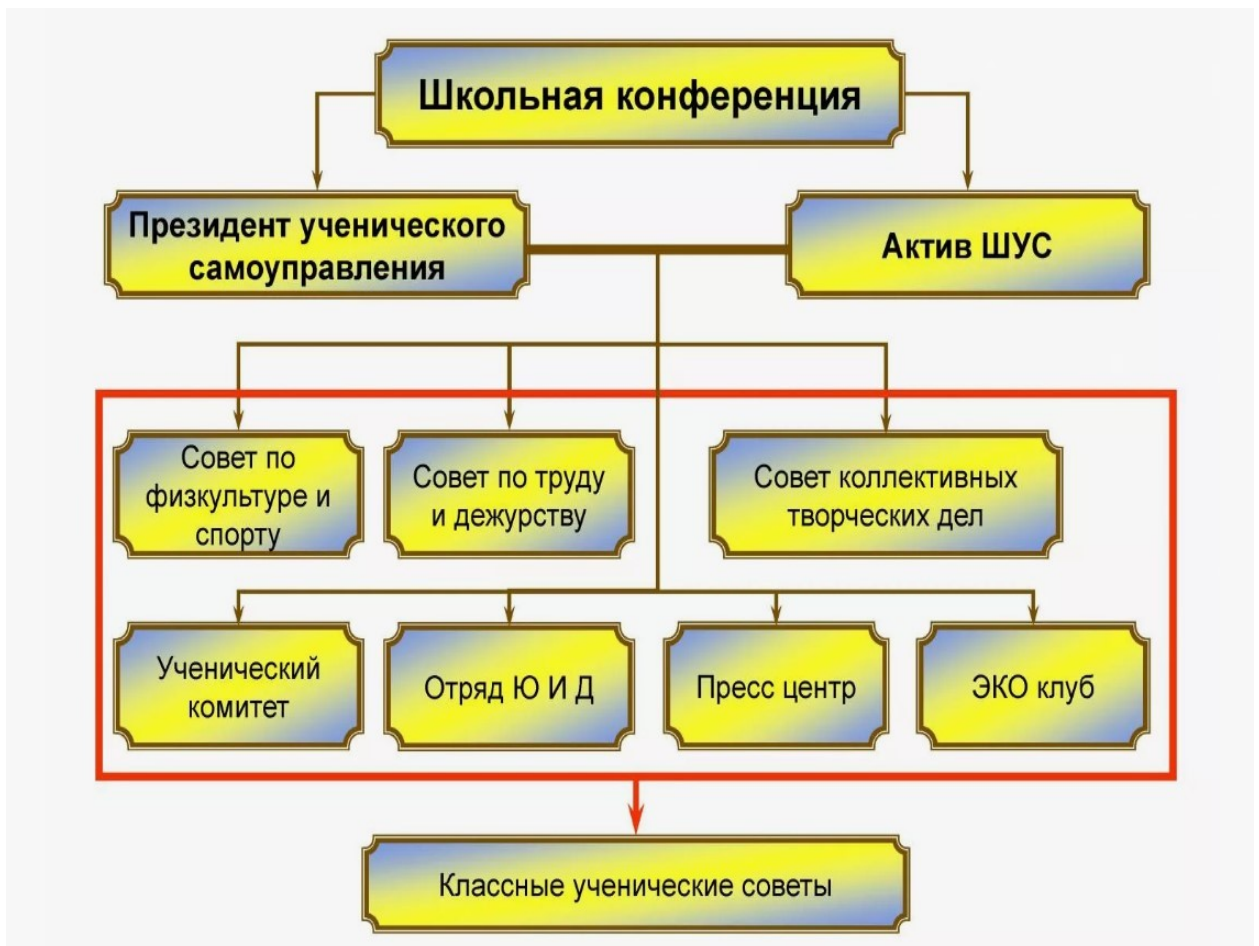 Школьная конференция
Президент ученического
самоуправления
Актив ШУС
Совет по
физкультуре и
спорту
Совет по труду
и дежурству
Совет коллективных
творческих дел
Ученический
комитет
Отряд Ю И Д
Пресс центр
ЭКО клуб
Классные ученические советы